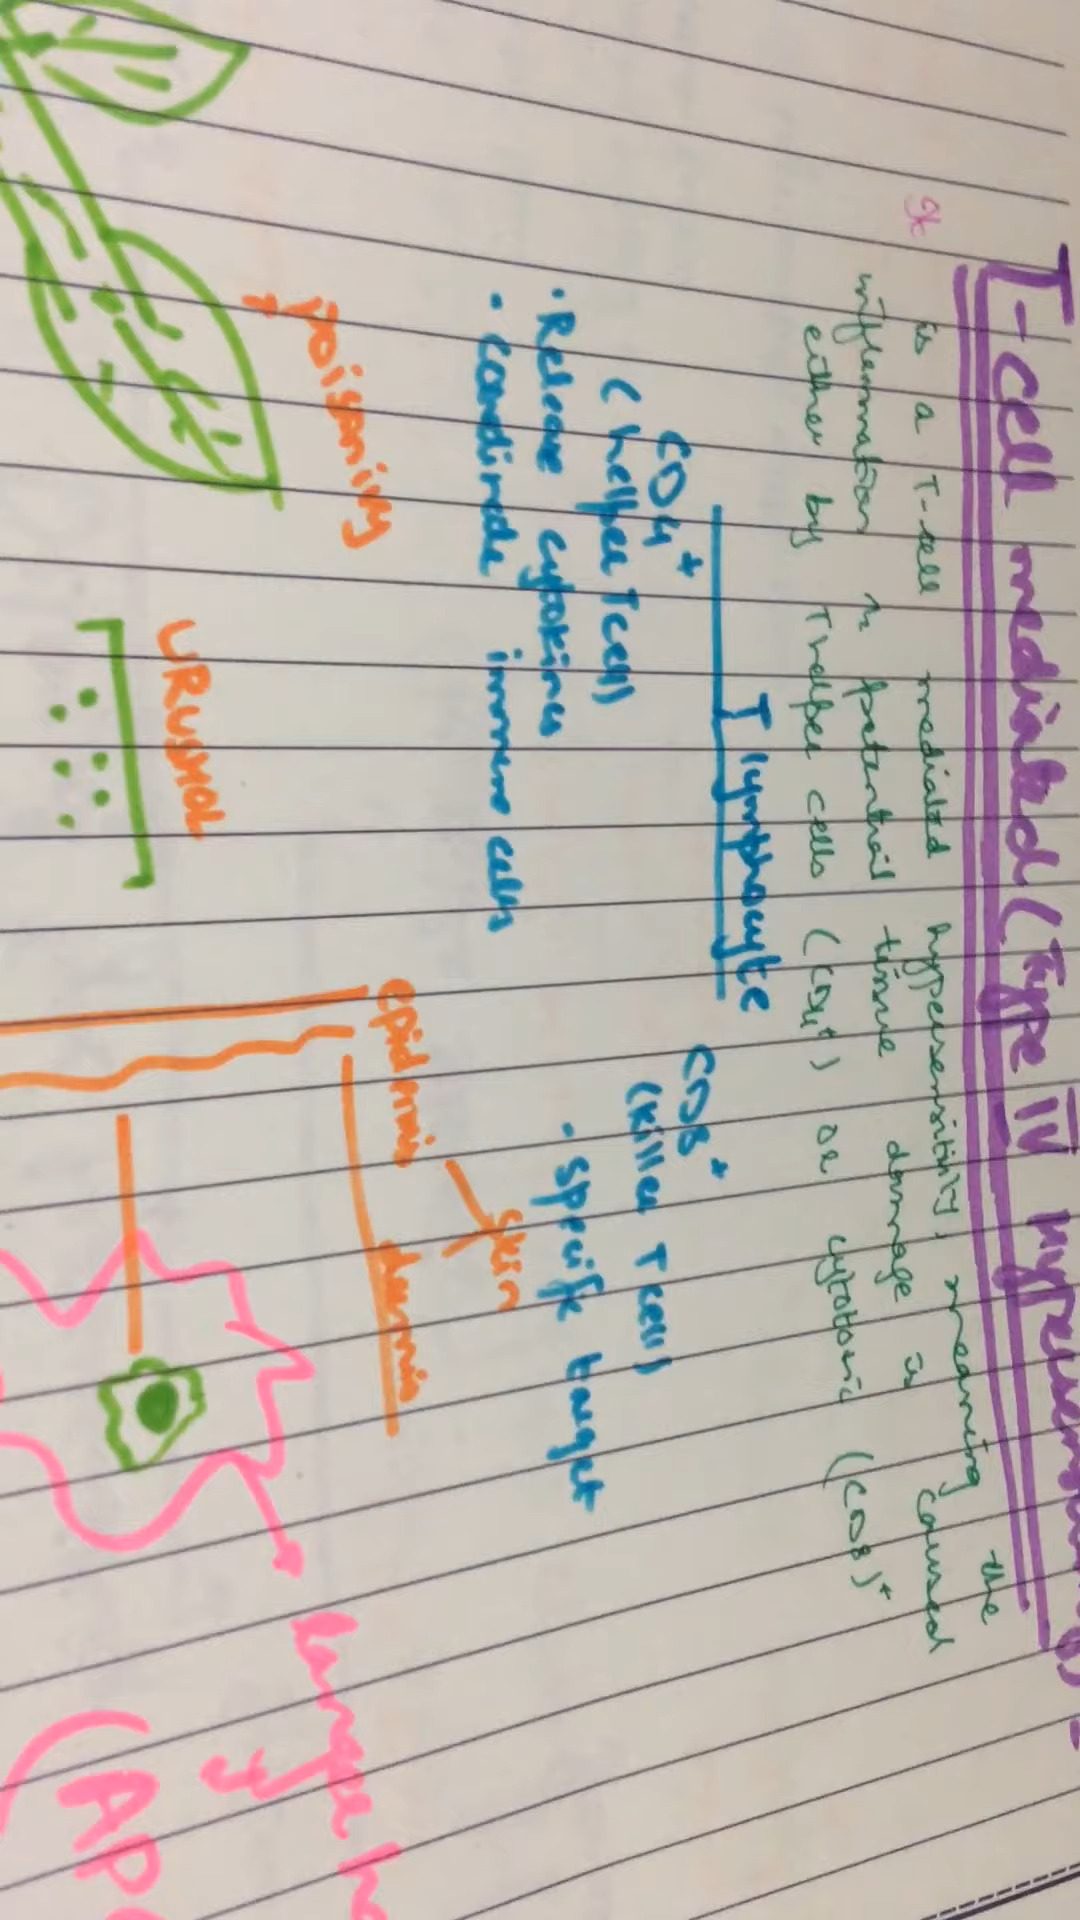 T-cell mediated (Type IV Hypersensitivity)-
is a T-cell mediated hypersensitivity, meaning the
inflammation n potential tissue damage is caused
either by T helper cells (CD4+) or cytotoxic (CD8)+
T lymphocyte
CD4+
(helper T cell)
· Release cytokines
· coordinate immune cells
CD8+
(killer T cell)
· specific target
poison ivy
URUSHIOL
skin
epidermis
dermis
Langerhan
(APC